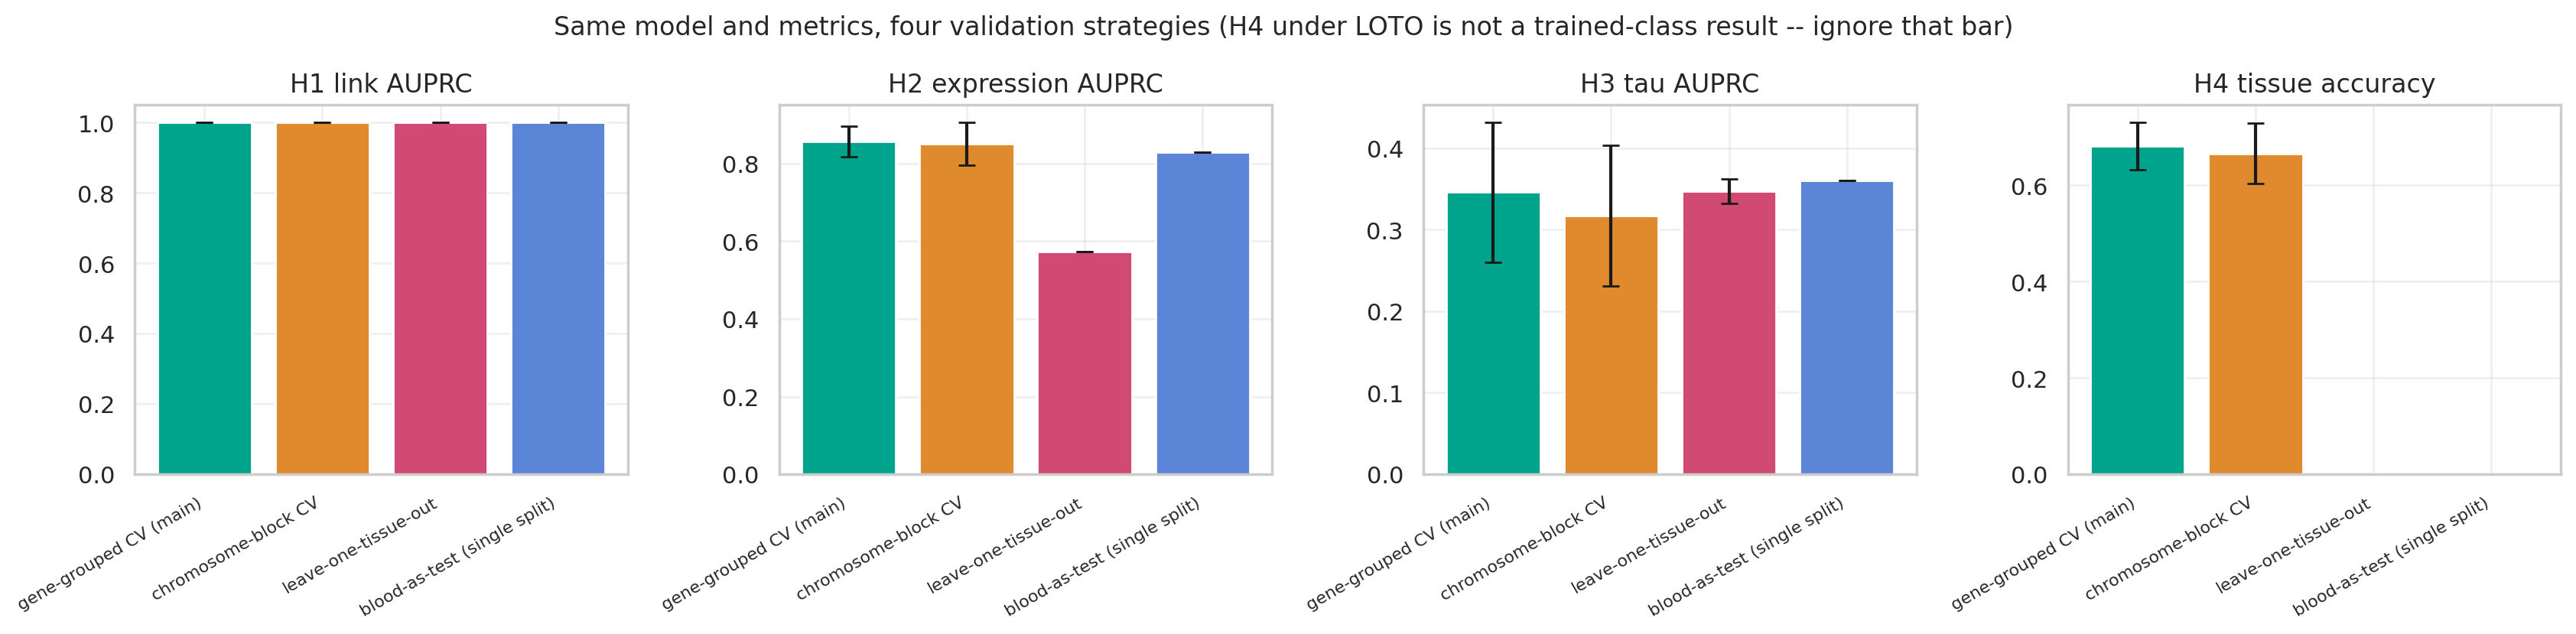 Same model and metrics, four validation strategies (H4 under LOTO is not a trained-class result -- ignore that bar)
H1 link AUPRC
1.0
0.8
0.6
0.4
0.2
0.0
gene-grouped CV (main)
chromosome-block CV
leave-one-tissue-out
blood-as-test (single split)
H2 expression AUPRC
0.8
0.6
0.4
0.2
0.0
gene-grouped CV (main)
chromosome-block CV
leave-one-tissue-out
blood-as-test (single split)
H3 tau AUPRC
0.4
0.3
0.2
0.1
0.0
gene-grouped CV (main)
chromosome-block CV
leave-one-tissue-out
blood-as-test (single split)
H4 tissue accuracy
0.6
0.4
0.2
0.0
gene-grouped CV (main)
chromosome-block CV
leave-one-tissue-out
blood-as-test (single split)